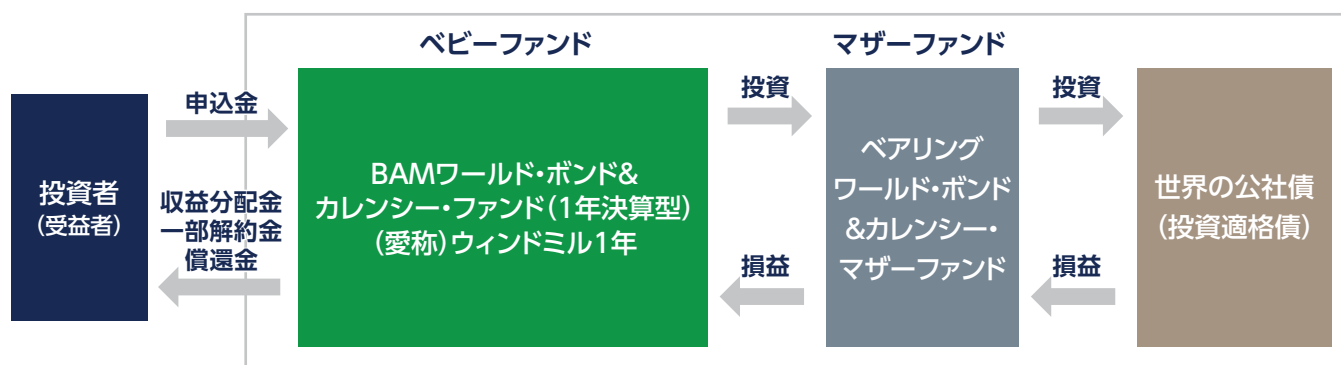 ベビーファンド
マザーファンド
投資者
(受益者)
申込金
収益分配金
一部解約金
償還金
BAMワールド・ボンド&
カレンシー・ファンド(1年決算型)
(愛称)ウィンドミル1年
投資
損益
ベアリング
ワールド・ボンド
&カレンシー・
マザーファンド
投資
損益
世界の公社債
(投資適格債)